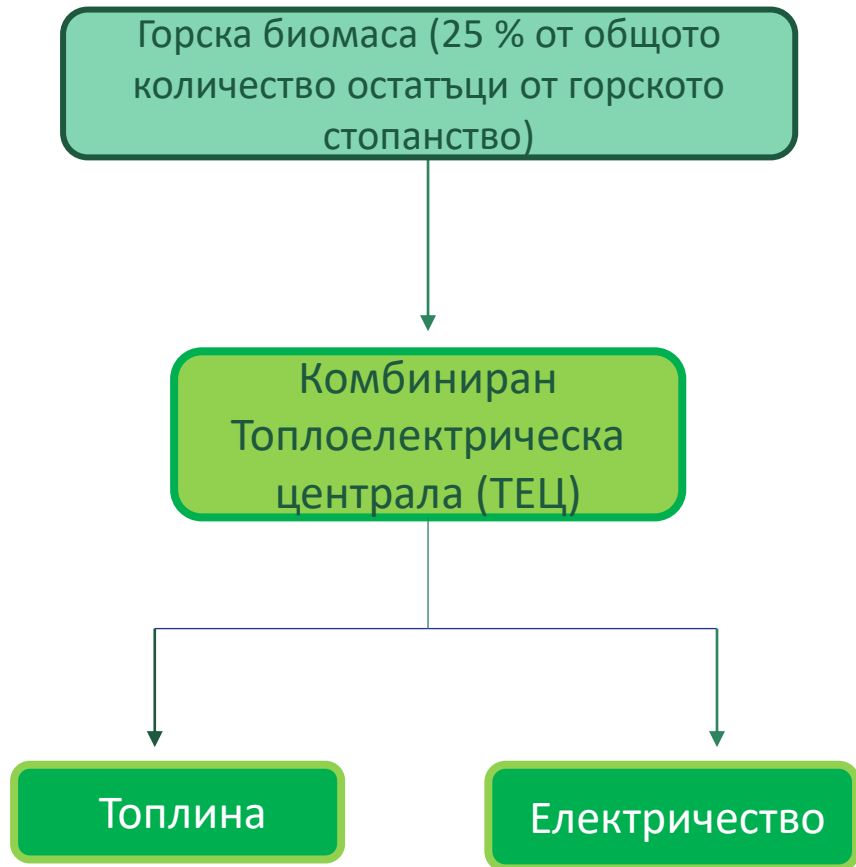 Горска биомаса (25 % от общото
количество остатъци от горското
стопанство)
Комбиниран
Топлоелектрическа
централа (ТЕЦ)
Топлина
Електричество